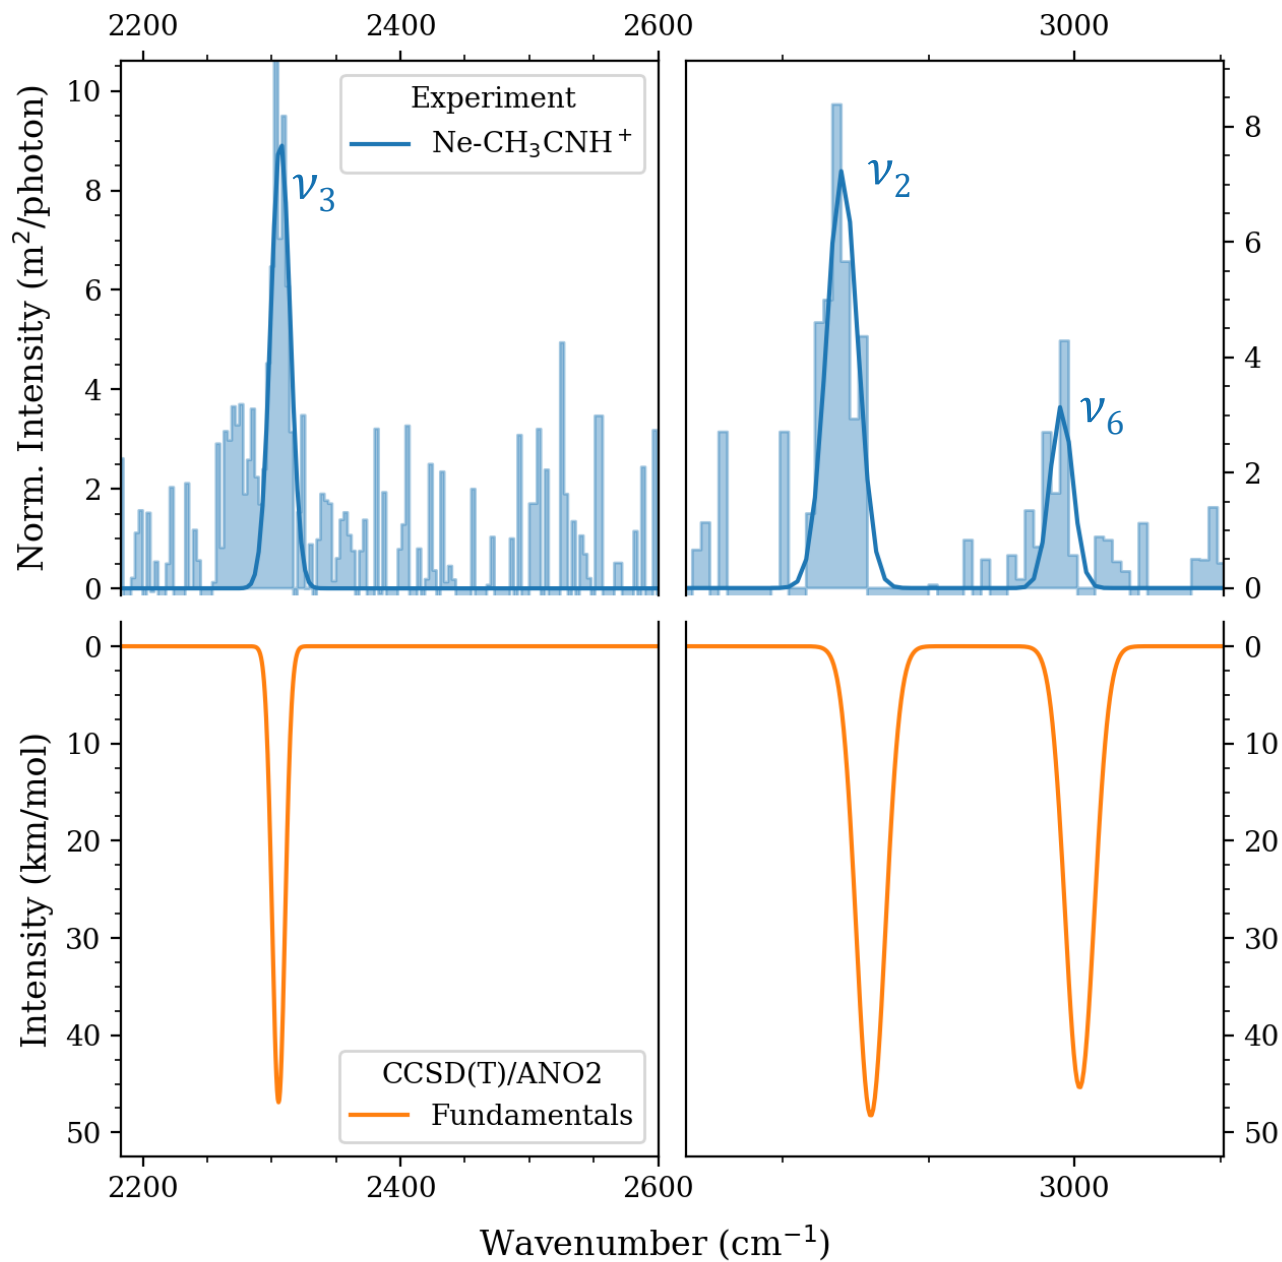 2200 2400 2600 3000
Norm. Intensity (m²/photon)
10
8
6
4
2
0
Experiment
Ne-CH₃CNH⁺
ν₃
ν₂
ν₆
8
6
4
2
0
Intensity (km/mol)
0
10
20
30
40
50
CCSD(T)/ANO2
Fundamentals
0
10
20
30
40
50
2200 2400 2600 3000
Wavenumber (cm⁻¹)